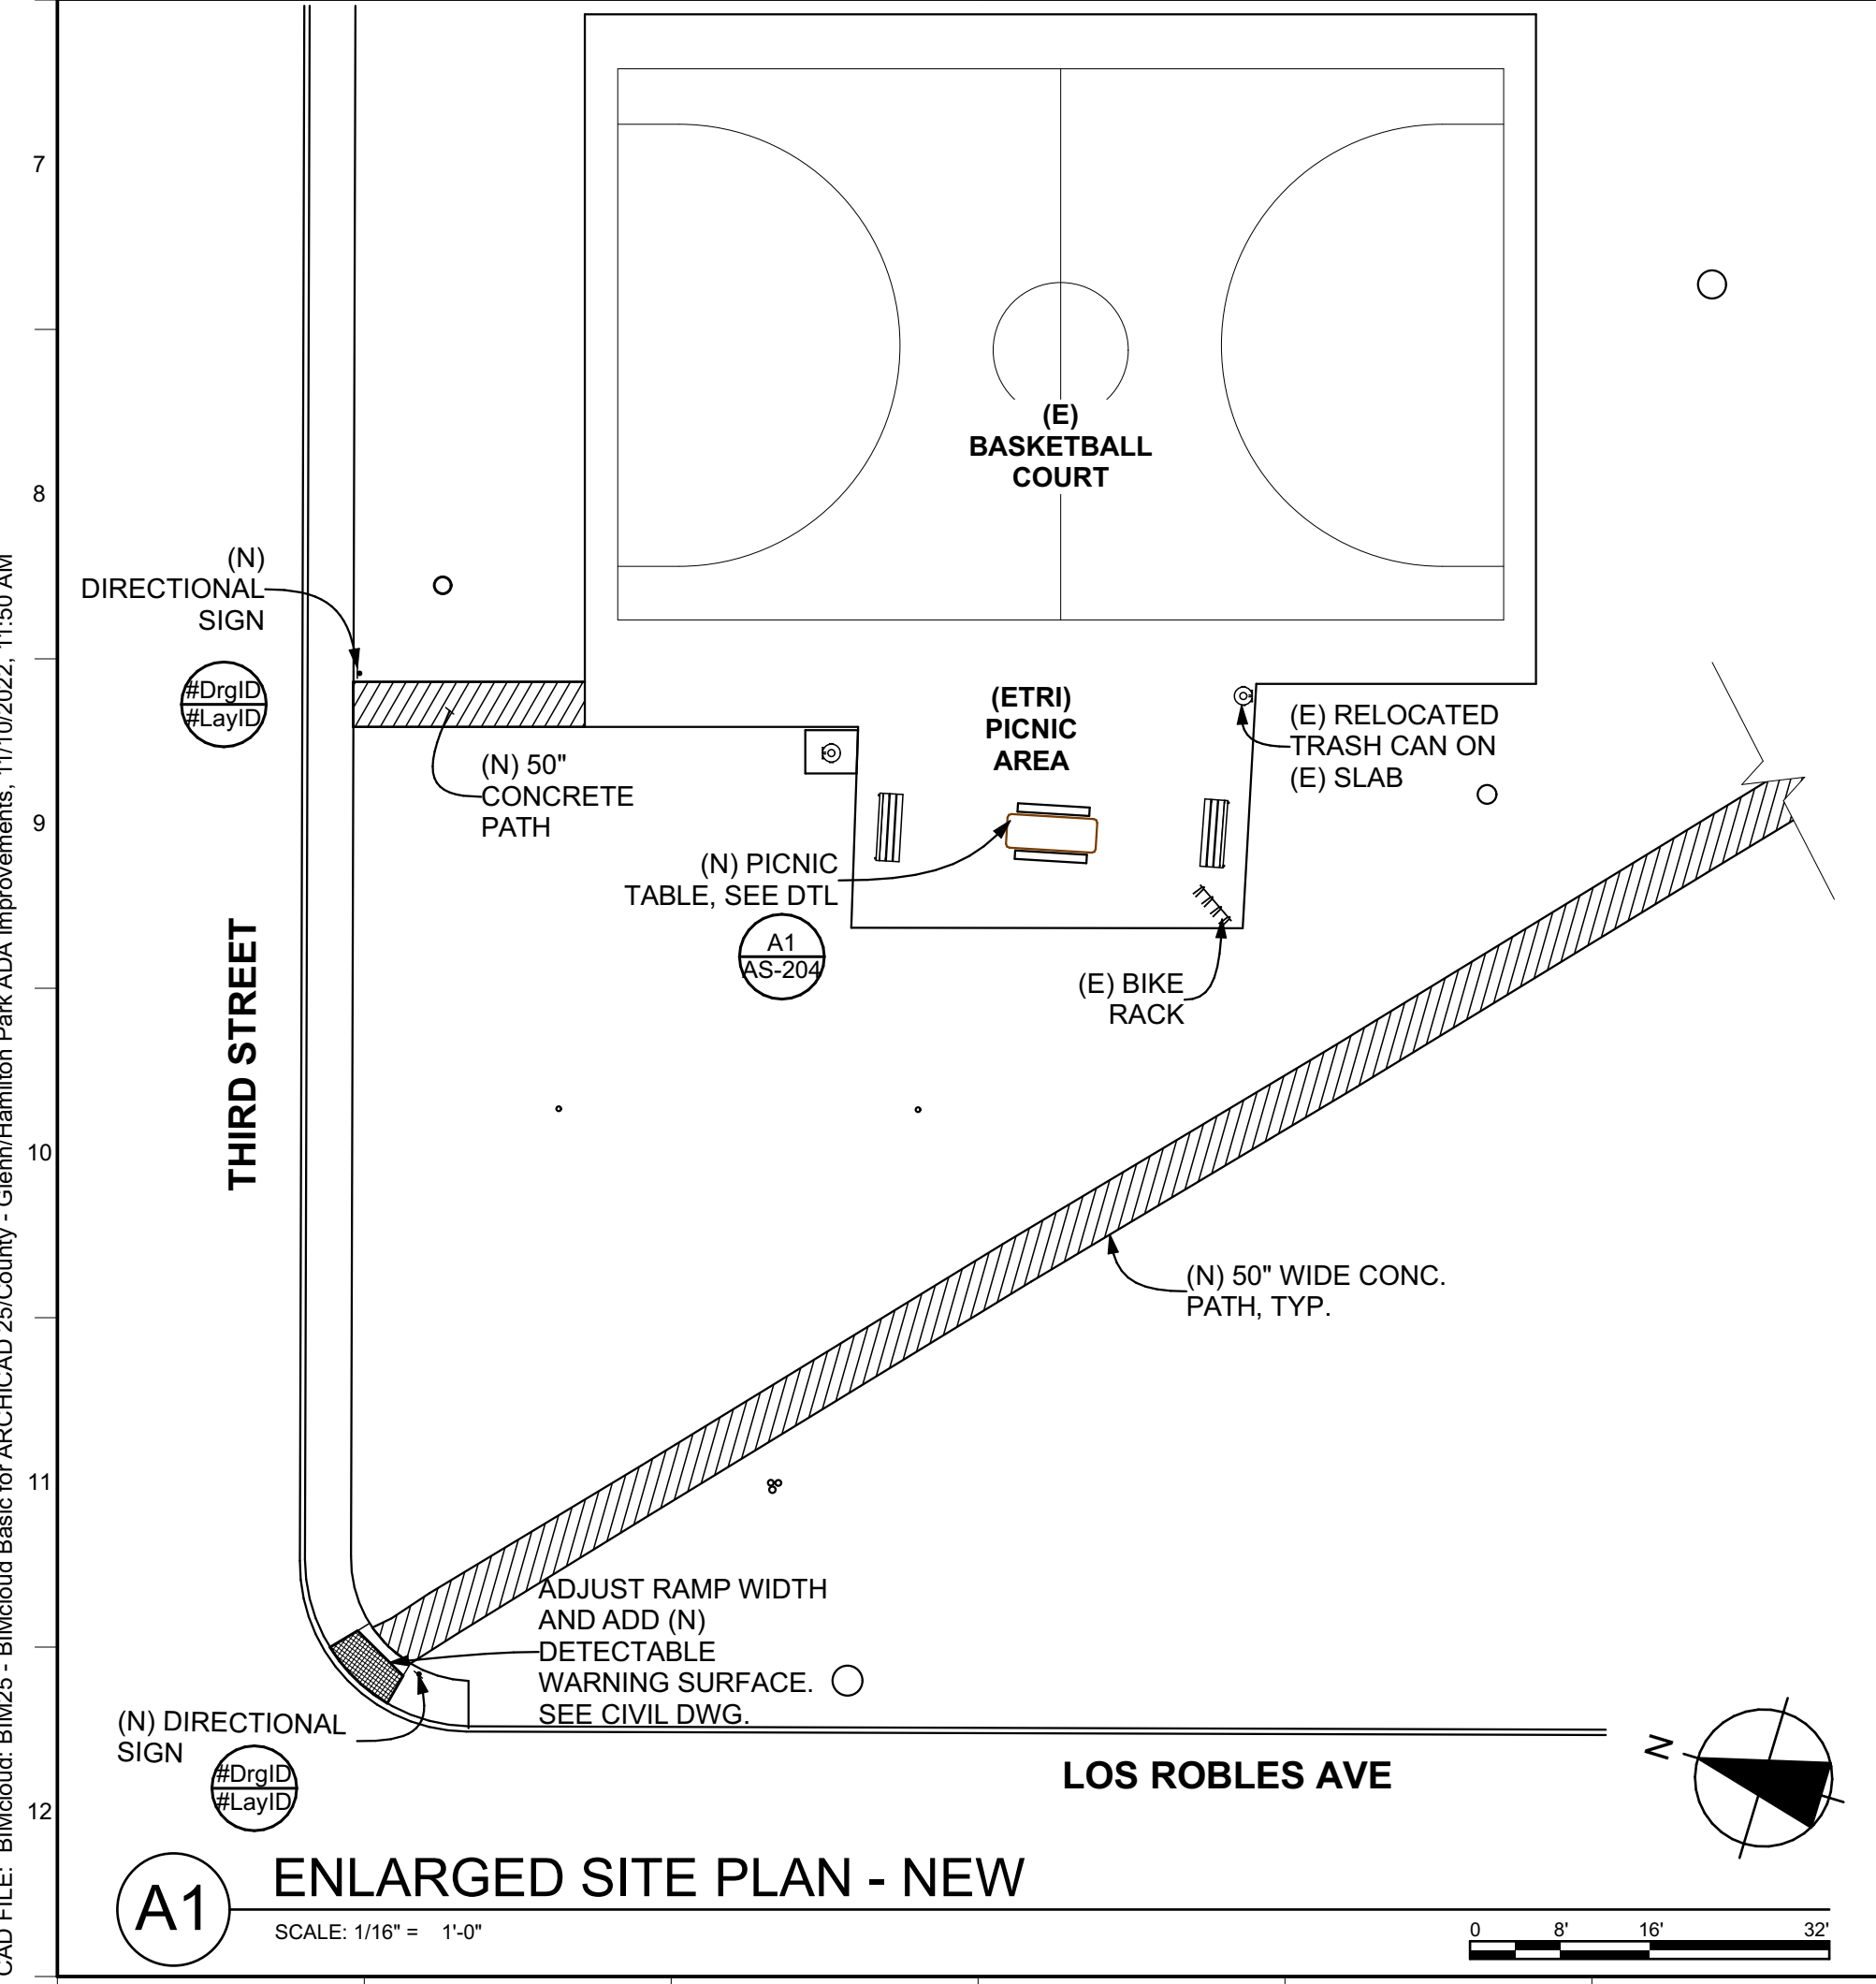 7
8
9
10
11
12
(E)
BASKETBALL
COURT
(N)
DIRECTIONAL
SIGN
#DrgID
#LayID
(N) 50"
CONCRETE
PATH
(ETRI)
PICNIC
AREA
(E) RELOCATED
TRASH CAN ON
(E) SLAB
(N) PICNIC
TABLE, SEE DTL
A1
AS-204
(E) BIKE
RACK
THIRD STREET
(N) 50" WIDE CONC.
PATH, TYP.
ADJUST RAMP WIDTH
AND ADD (N)
DETECTABLE
WARNING SURFACE.
SEE CIVIL DWG.
(N) DIRECTIONAL
SIGN
#DrgID
#LayID
LOS ROBLES AVE
N
A1
ENLARGED SITE PLAN - NEW
SCALE: 1/16" = 1'-0"
0 8' 16' 32'
CAD FILE: BIMcloud: BIM25 - BIMcloud Basic for ARCHICAD 25/County - Glenn/Hamilton Park ADA Improvements, 11/10/2022, 11:50 AM